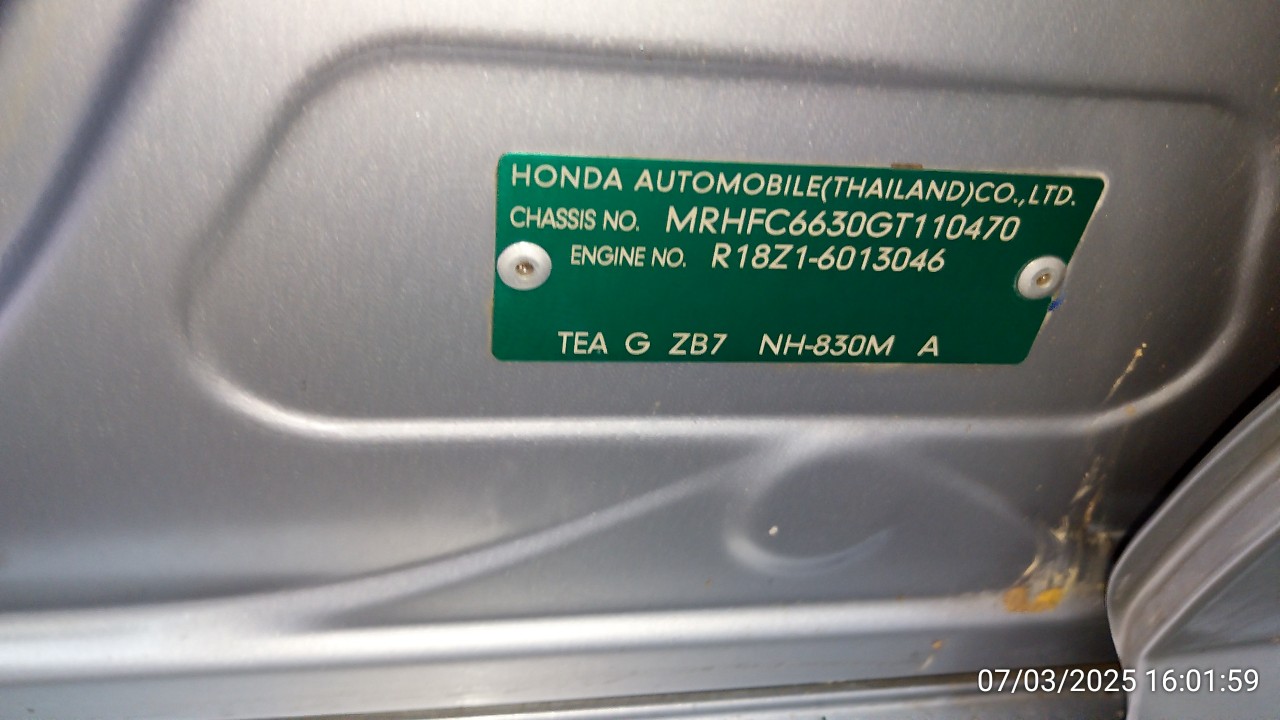 HONDA AUTOMOBILE(THAILAND)CO.,LTD.
CHASSIS NO. MRHFC6630GT110470
ENGINE NO. R18Z1-6013046
TEA G ZB7 NH-830M A
07/03/2025 16:01:59